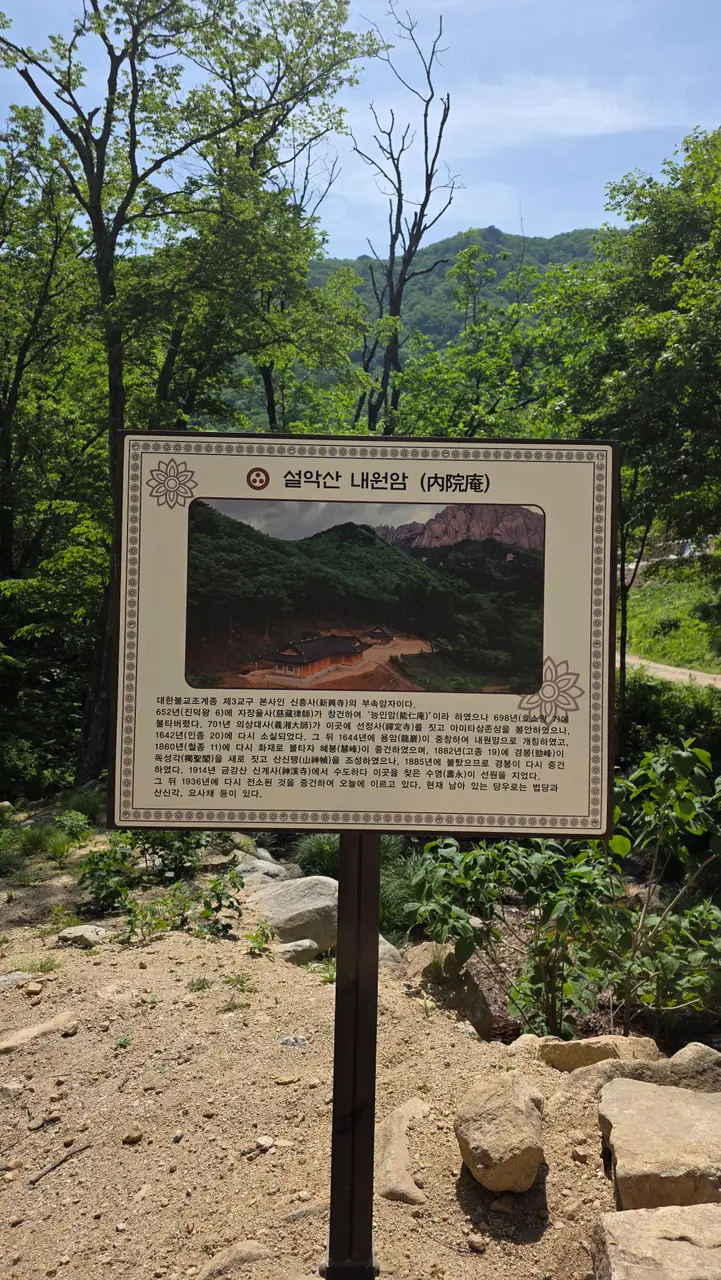 설악산 내원암 (內院庵)
대한불교조계종 제3교구 본사인 신흥사(新興寺)의 부속암자이다.
652년(진덕왕 6)에 자장율사(慈藏律師)가 창건하여 '능인암(能仁庵)'이라 하였으나 698년(효소왕 7)에
불타버렸다. 701년 의상대사(義湘大師)가 이곳에 선정사(禪定寺)를 짓고 아미타삼존상을 봉안하였으나,
1642년(인조 20)에 다시 소실되었다. 그 뒤 1644년에 용암(龍巖)이 중창하여 내원암으로 개칭하였고,
1860년(철종 11)에 다시 화재로 불타자 혜봉(慧峰)이 중건하였으며, 1882년(고종 19)에 경봉(勁峰)이
독성각(獨聖閣)을 새로 짓고 산신탱(山神幀)을 조성하였으나, 1885년에 불탔으므로 경봉이 다시 중건
하였다. 1914년 금강산 신계사(神溪寺)에서 수도하다 이곳을 찾은 수영(壽永)이 선원을 지었다.
그 뒤 1936년에 다시 전소된 것을 중건하여 오늘에 이르고 있다. 현재 남아 있는 당우로는 법당과
산신각, 요사채 등이 있다.